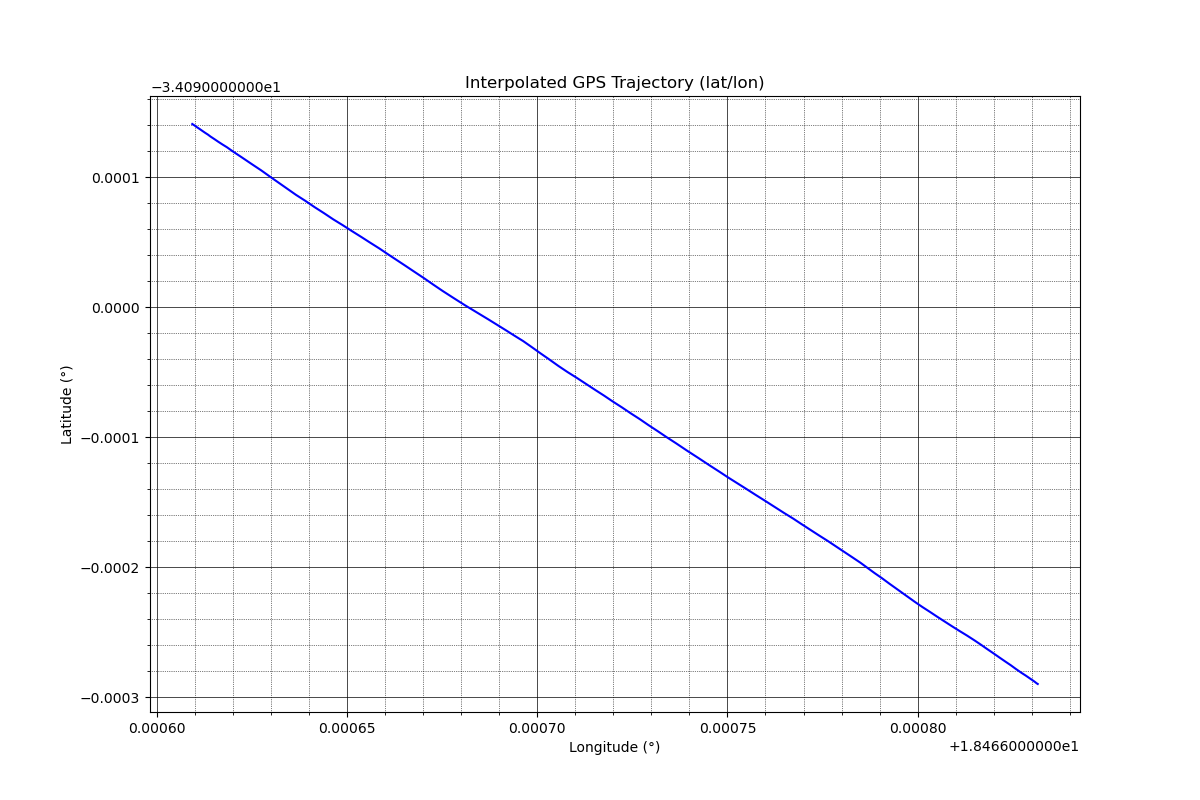 Interpolated GPS Trajectory (lat/lon)
−3.4090000000e1
0.0001
0.0000
−0.0001
−0.0002
−0.0003
Latitude (°)
0.00060 0.00065 0.00070 0.00075 0.00080
Longitude (°)
+1.8466000000e1